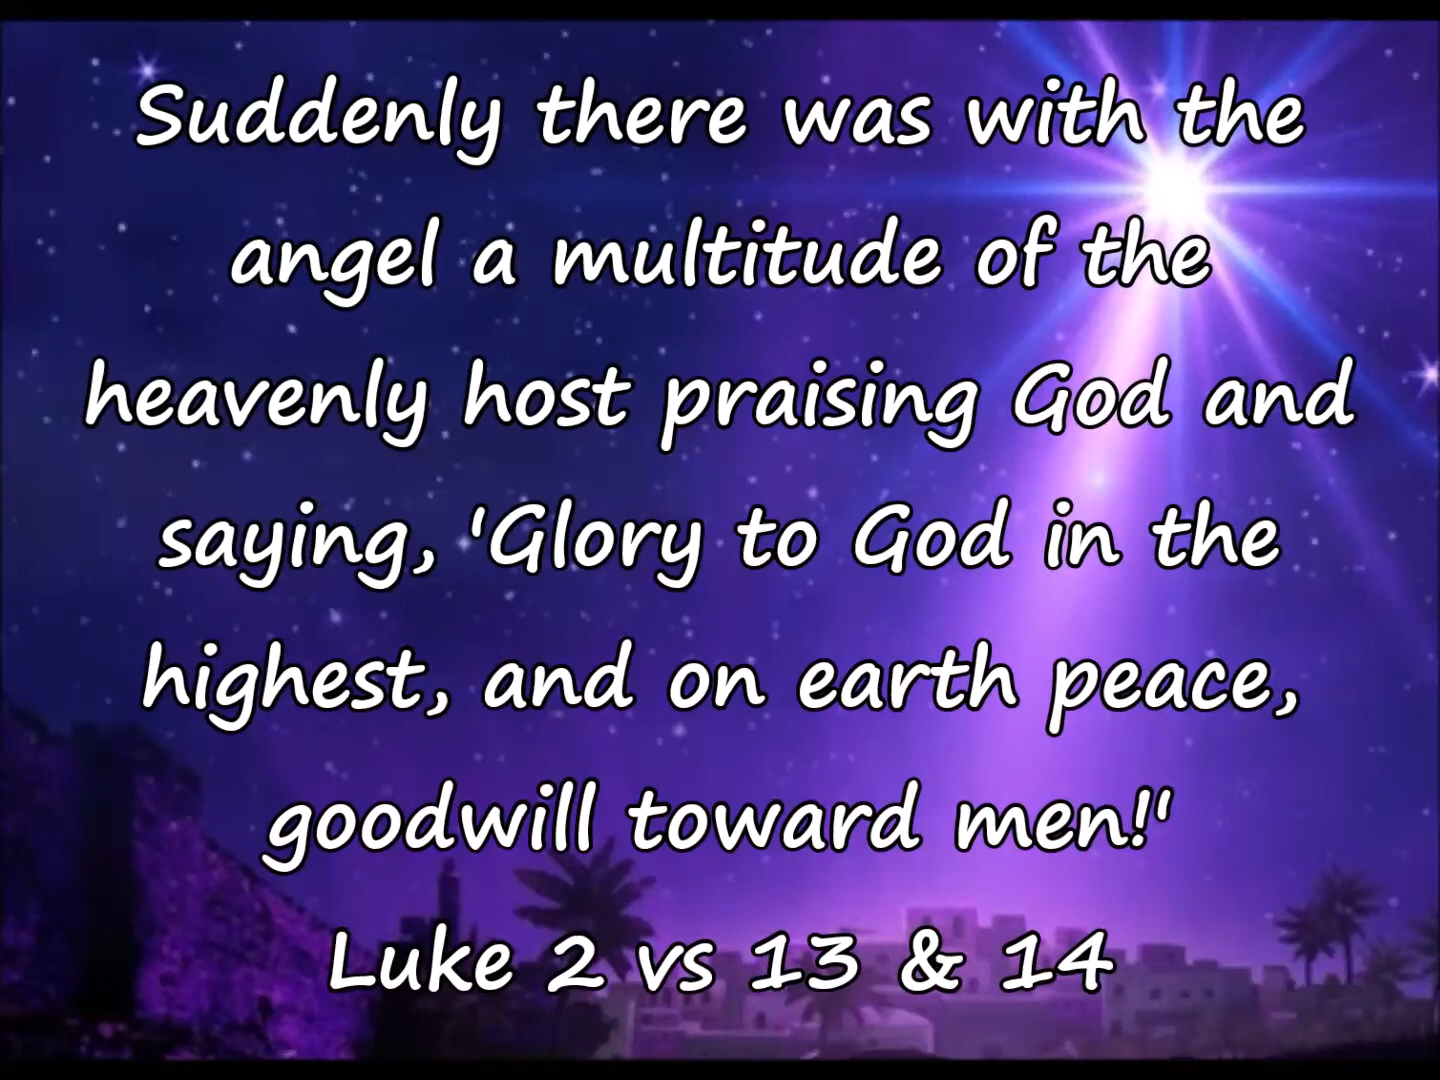 Suddenly there was with the
angel a multitude of the
heavenly host praising God and
saying, 'Glory to God in the
highest, and on earth peace,
goodwill toward men!'
Luke 2 vs 13 & 14